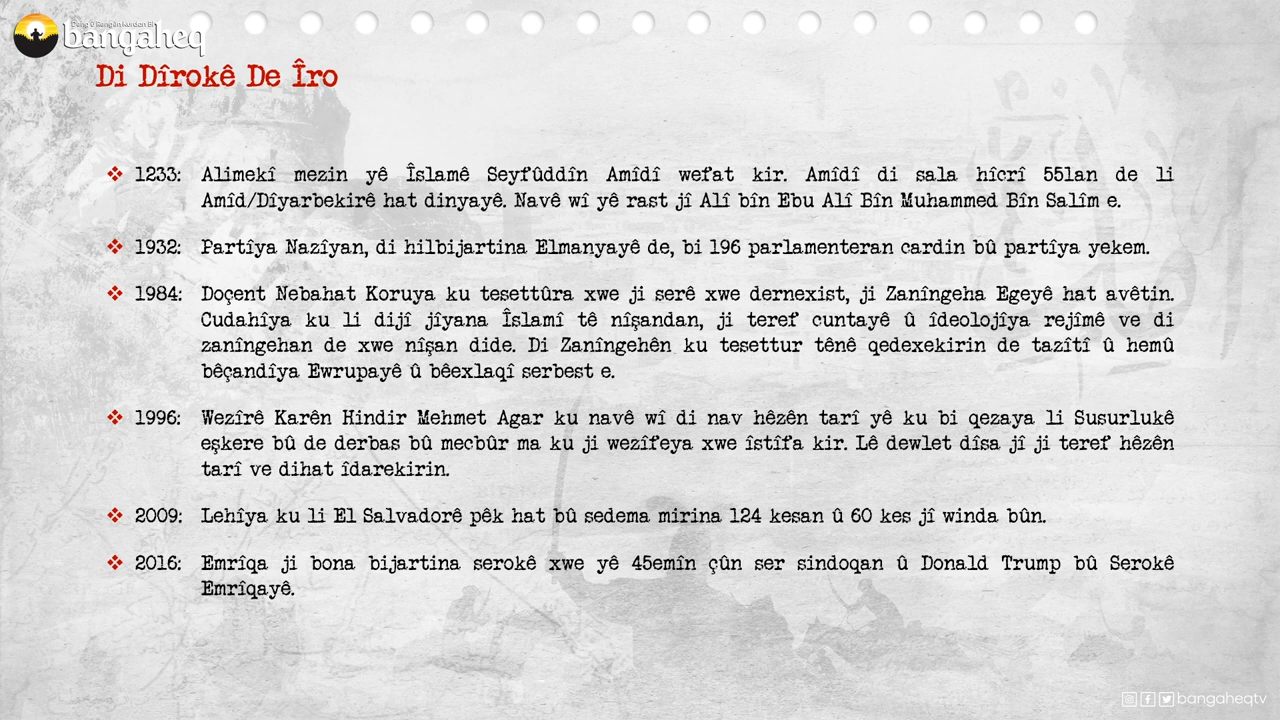 Deng û Rengên Kurdan Bi
bangaheq
Di Dîrokê De Îro
❖ 1233: Alimekî mezin yê Îslamê Seyfûddîn Amîdî wefat kir. Amîdî di sala hîcrî 55lan de li
Amîd/Dîyarbekirê hat dinyayê. Navê wî yê rast jî Alî bîn Ebu Alî Bîn Muhammed Bîn Salîm e.
❖ 1932: Partîya Nazîyan, di hilbijartina Elmanyayê de, bi 196 parlamenteran cardin bû partîya yekem.
❖ 1984: Doçent Nebahat Koruya ku tesettûra xwe ji serê xwe dernexist, ji Zanîngeha Egeyê hat avêtin.
Cudahîya ku li dijî jîyana Îslamî tê nîşandan, ji teref cuntayê û îdeolojîya rejîmê ve di
zanîngehan de xwe nîşan dide. Di Zanîngehên ku tesettur tênê qedexekirin de tazîtî û hemû
bêçandîya Ewrupayê û bêexlaqî serbest e.
❖ 1996: Wezîrê Karên Hindir Mehmet Agar ku navê wî di nav hêzên tarî yê ku bi qezaya li Susurlukê
eşkere bû de derbas bû mecbûr ma ku ji wezîfeya xwe îstîfa kir. Lê dewlet dîsa jî ji teref hêzên
tarî ve dihat îdarekirin.
❖ 2009: Lehîya ku li El Salvadorê pêk hat bû sedema mirina 124 kesan û 60 kes jî winda bûn.
❖ 2016: Emrîqa ji bona bijartina serokê xwe yê 45emîn çûn ser sindoqan û Donald Trump bû Serokê
Emrîqayê.
bangaheqtv